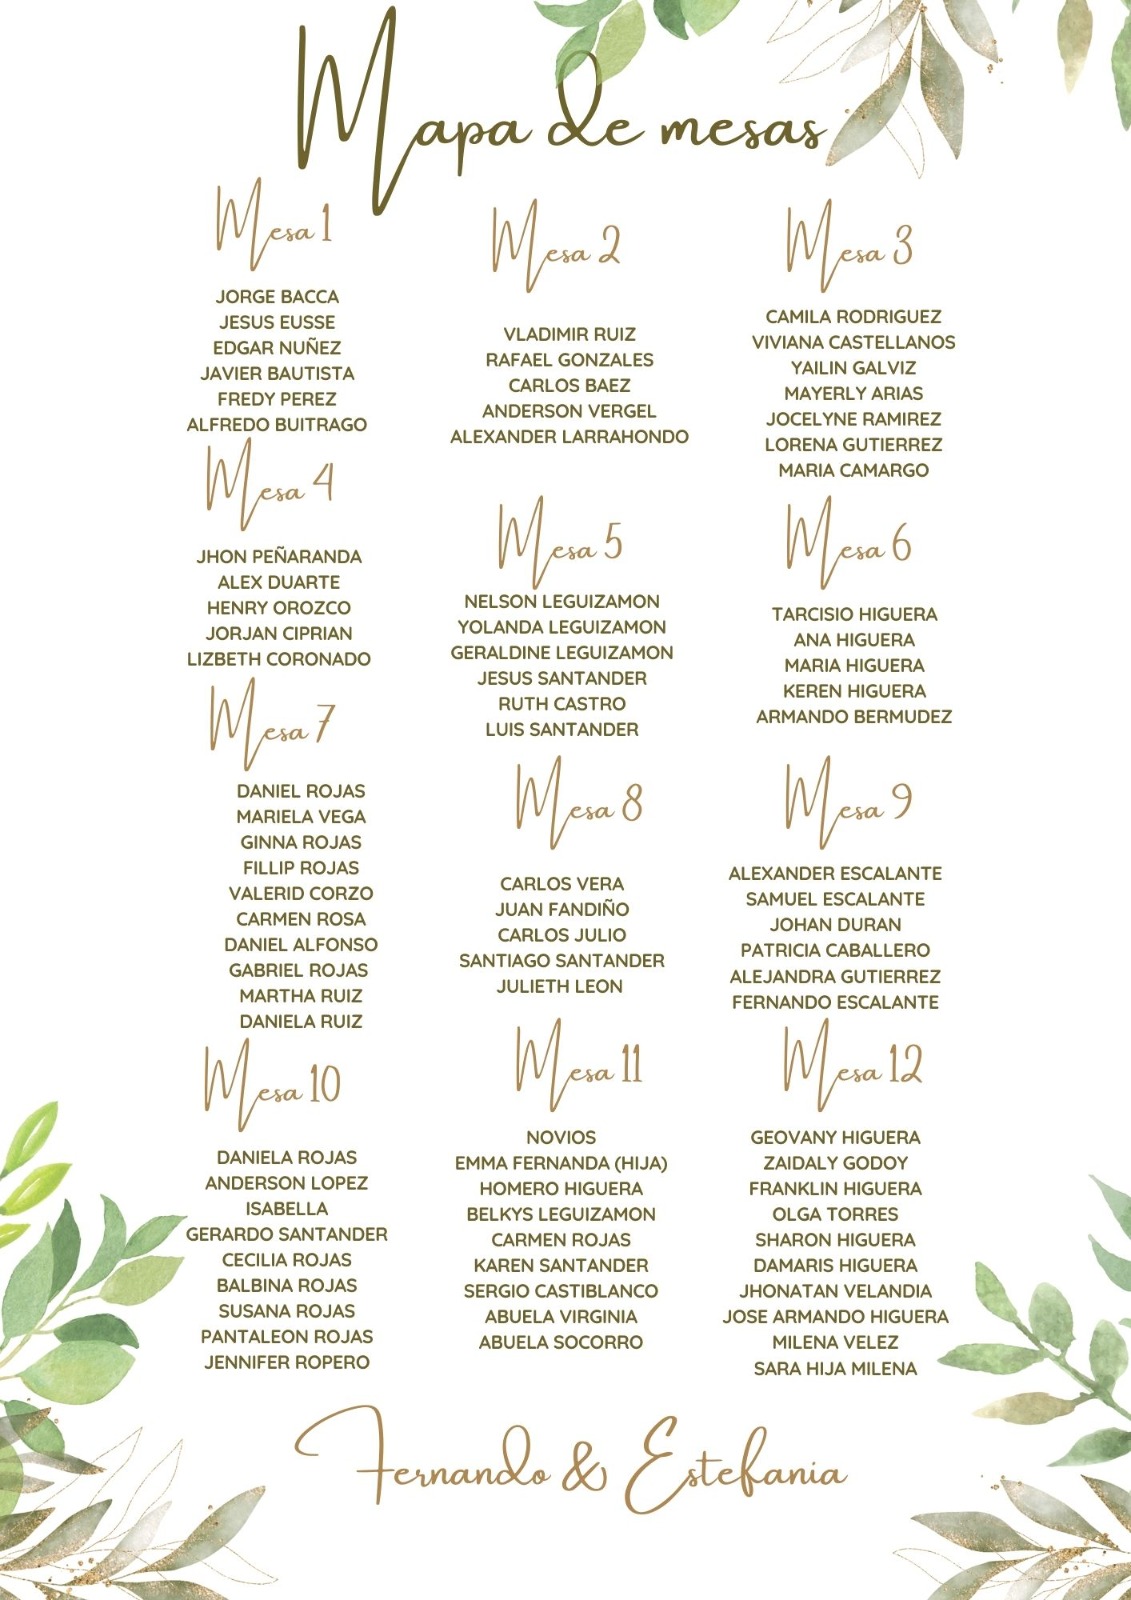 Mapa de mesas
Mesa 1
JORGE BACCA
JESUS EUSSE
EDGAR NUÑEZ
JAVIER BAUTISTA
FREDY PEREZ
ALFREDO BUITRAGO
Mesa 2
VLADIMIR RUIZ
RAFAEL GONZALES
CARLOS BAEZ
ANDERSON VERGEL
ALEXANDER LARRAHONDO
Mesa 3
CAMILA RODRIGUEZ
VIVIANA CASTELLANOS
YAILIN GALVIZ
MAYERLY ARIAS
JOCELYNE RAMIREZ
LORENA GUTIERREZ
MARIA CAMARGO
Mesa 4
JHON PEÑARANDA
ALEX DUARTE
HENRY OROZCO
JORJAN CIPRIAN
LIZBETH CORONADO
Mesa 5
NELSON LEGUIZAMON
YOLANDA LEGUIZAMON
GERALDINE LEGUIZAMON
JESUS SANTANDER
RUTH CASTRO
LUIS SANTANDER
Mesa 6
TARCISIO HIGUERA
ANA HIGUERA
MARIA HIGUERA
KEREN HIGUERA
ARMANDO BERMUDEZ
Mesa 7
DANIEL ROJAS
MARIELA VEGA
GINNA ROJAS
FILLIP ROJAS
VALERID CORZO
CARMEN ROSA
DANIEL ALFONSO
GABRIEL ROJAS
MARTHA RUIZ
DANIELA RUIZ
Mesa 8
CARLOS VERA
JUAN FANDIÑO
CARLOS JULIO
SANTIAGO SANTANDER
JULIETH LEON
Mesa 9
ALEXANDER ESCALANTE
SAMUEL ESCALANTE
JOHAN DURAN
PATRICIA CABALLERO
ALEJANDRA GUTIERREZ
FERNANDO ESCALANTE
Mesa 10
DANIELA ROJAS
ANDERSON LOPEZ
ISABELLA
GERARDO SANTANDER
CECILIA ROJAS
BALBINA ROJAS
SUSANA ROJAS
PANTALEON ROJAS
JENNIFER ROPERO
Mesa 11
NOVIOS
EMMA FERNANDA (HIJA)
HOMERO HIGUERA
BELKYS LEGUIZAMON
CARMEN ROJAS
KAREN SANTANDER
SERGIO CASTIBLANCO
ABUELA VIRGINIA
ABUELA SOCORRO
Mesa 12
GEOVANY HIGUERA
ZAIDALY GODOY
FRANKLIN HIGUERA
OLGA TORRES
SHARON HIGUERA
DAMARIS HIGUERA
JHONATAN VELANDIA
JOSE ARMANDO HIGUERA
MILENA VELEZ
SARA HIJA MILENA
Fernando & Estefania